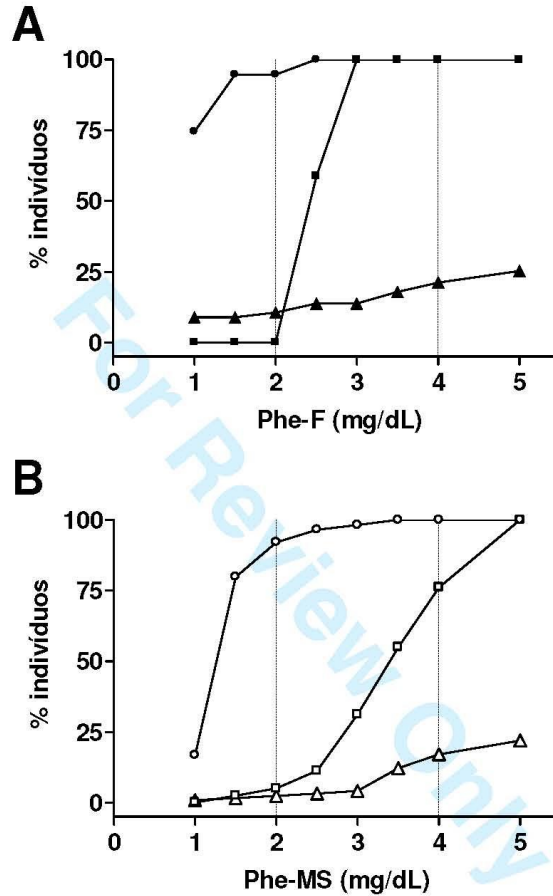 A
% indivíduos
100
75
50
25
0
0 1 2 3 4 5
Phe-F (mg/dL)
B
% indivíduos
100
75
50
25
0
0 1 2 3 4 5
Phe-MS (mg/dL)
For Review Only